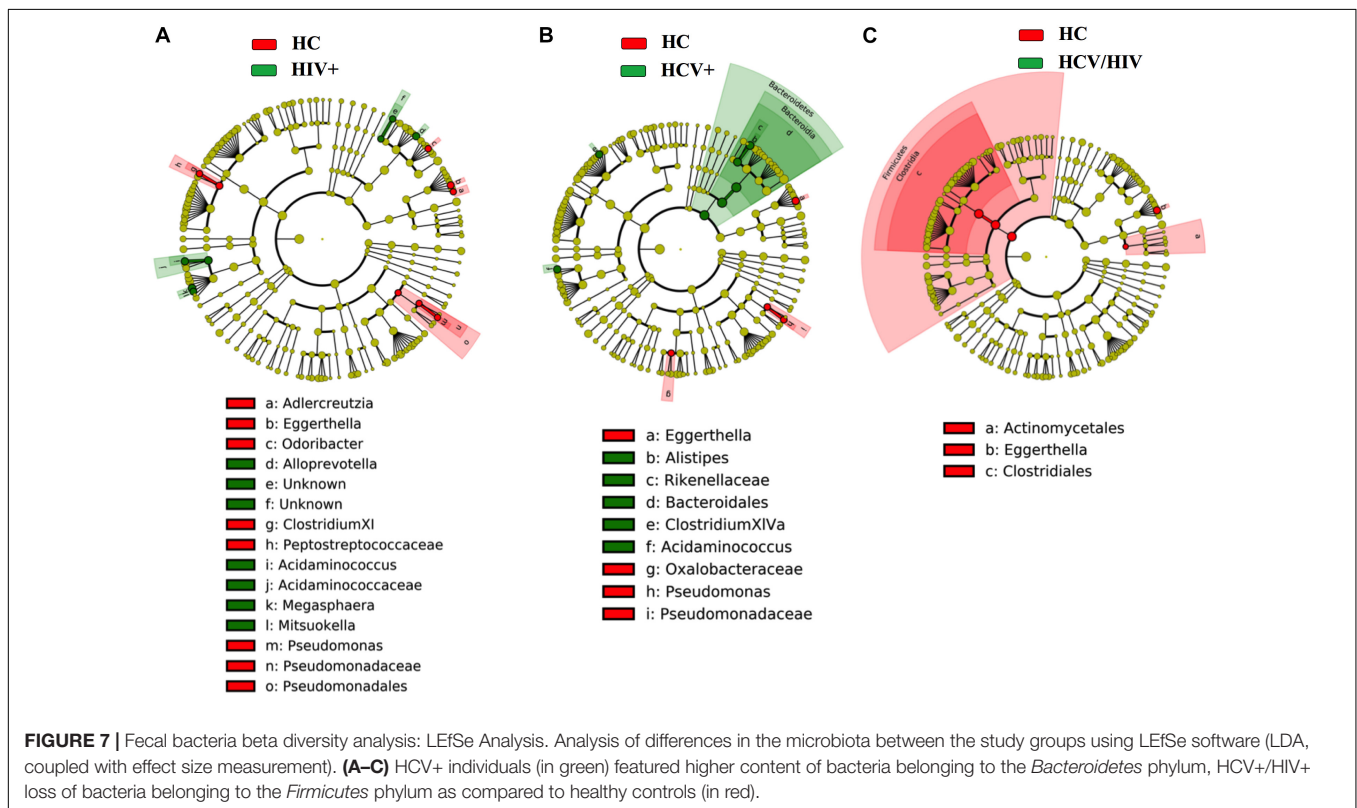 A
HC
HIV+
f
e
d
c
b
a
h
g
j
i
m
n
o
a: Adlercreutzia
b: Eggerthella
c: Odoribacter
d: Alloprevotella
e: Unknown
f: Unknown
g: ClostridiumXI
h: Peptostreptococcaceae
i: Acidaminococcus
j: Acidaminococcaceae
k: Megasphaera
l: Mitsuokella
m: Pseudomonas
n: Pseudomonadaceae
o: Pseudomonadales
B
HC
HCV+
Bacteroidetes
Bacteroidia
d
c
b
a
h
i
g
a: Eggerthella
b: Alistipes
c: Rikenellaceae
d: Bacteroidales
e: ClostridiumXIVa
f: Acidaminococcus
g: Oxalobacteraceae
h: Pseudomonas
i: Pseudomonadaceae
C
HC
HCV/HIV
Firmicutes
Clostridia
c
b
a
a: Actinomycetales
b: Eggerthella
c: Clostridiales
FIGURE 7 | Fecal bacteria beta diversity analysis: LEfSe Analysis. Analysis of differences in the microbiota between the study groups using LEfSe software (LDA,
coupled with effect size measurement). (A–C) HCV+ individuals (in green) featured higher content of bacteria belonging to the Bacteroidetes phylum, HCV+/HIV+
loss of bacteria belonging to the Firmicutes phylum as compared to healthy controls (in red).